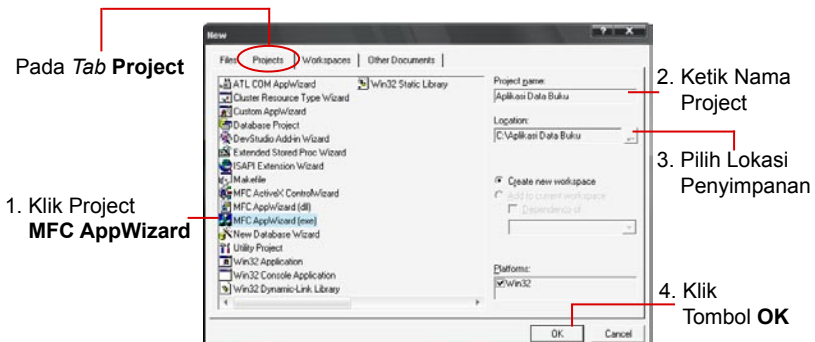 New
Files Projects Workspaces Other Documents
Pada Tab Project
ATL COM AppWizard
Cluster Resource Type Wizard
Custom AppWizard
Database Project
DevStudio Add-in Wizard
Extended Stored Proc Wizard
ISAPI Extension Wizard
Makefile
MFC ActiveX ControlWizard
MFC AppWizard (dll)
MFC AppWizard (exe)
New Database Wizard
Utility Project
Win32 Application
Win32 Console Application
Win32 Dynamic-Link Library
Win32 Static Library
1. Klik Project
MFC AppWizard
Project name:
Aplikasi Data Buku
2. Ketik Nama
Project
Location:
C:\Aplikasi Data Buku
...
3. Pilih Lokasi
Penyimpanan
Create new workspace
Add to current workspace
Dependency of:
Platforms:
Win32
4. Klik
Tombol OK
OK Cancel